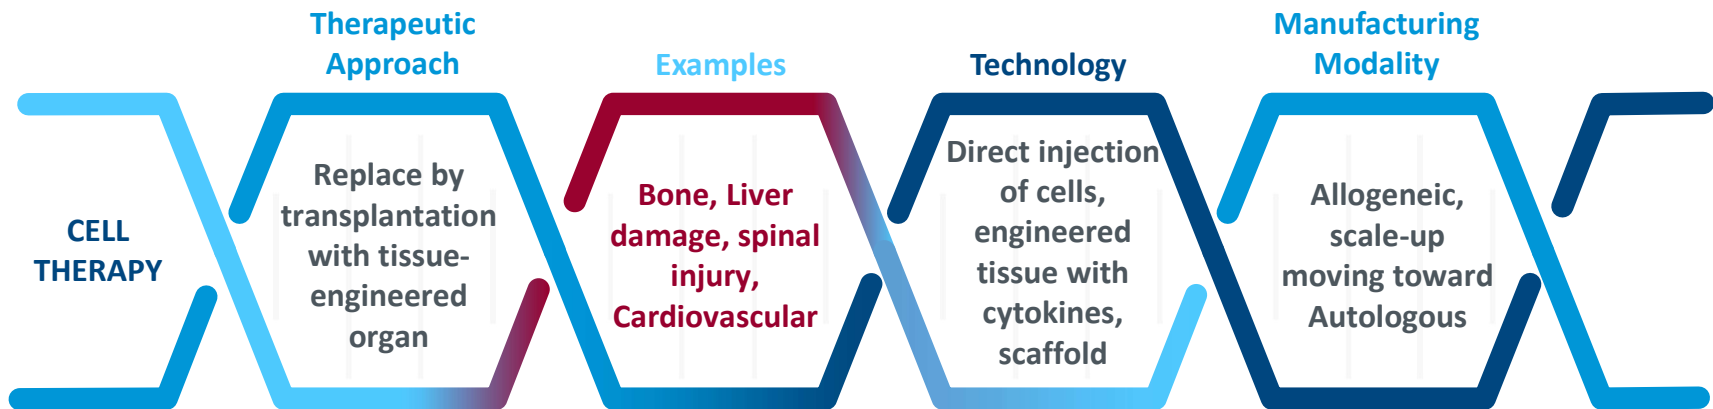 CELL
THERAPY
Therapeutic
Approach
Replace by
transplantation
with tissue-
engineered
organ
Examples
Bone, Liver
damage, spinal
injury,
Cardiovascular
Technology
Direct injection
of cells,
engineered
tissue with
cytokines,
scaffold
Manufacturing
Modality
Allogeneic,
scale-up
moving toward
Autologous